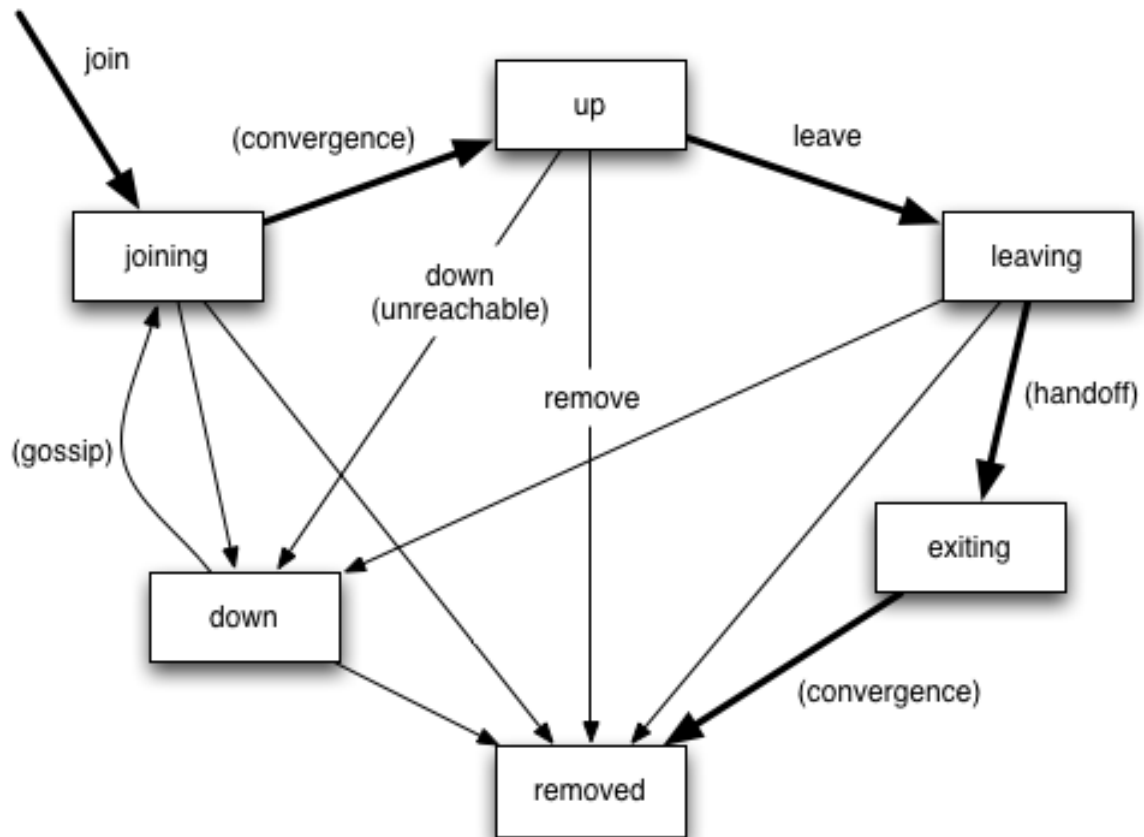 join
up
(convergence)
leave
joining
leaving
down
(unreachable)
remove
(handoff)
(gossip)
exiting
down
(convergence)
removed